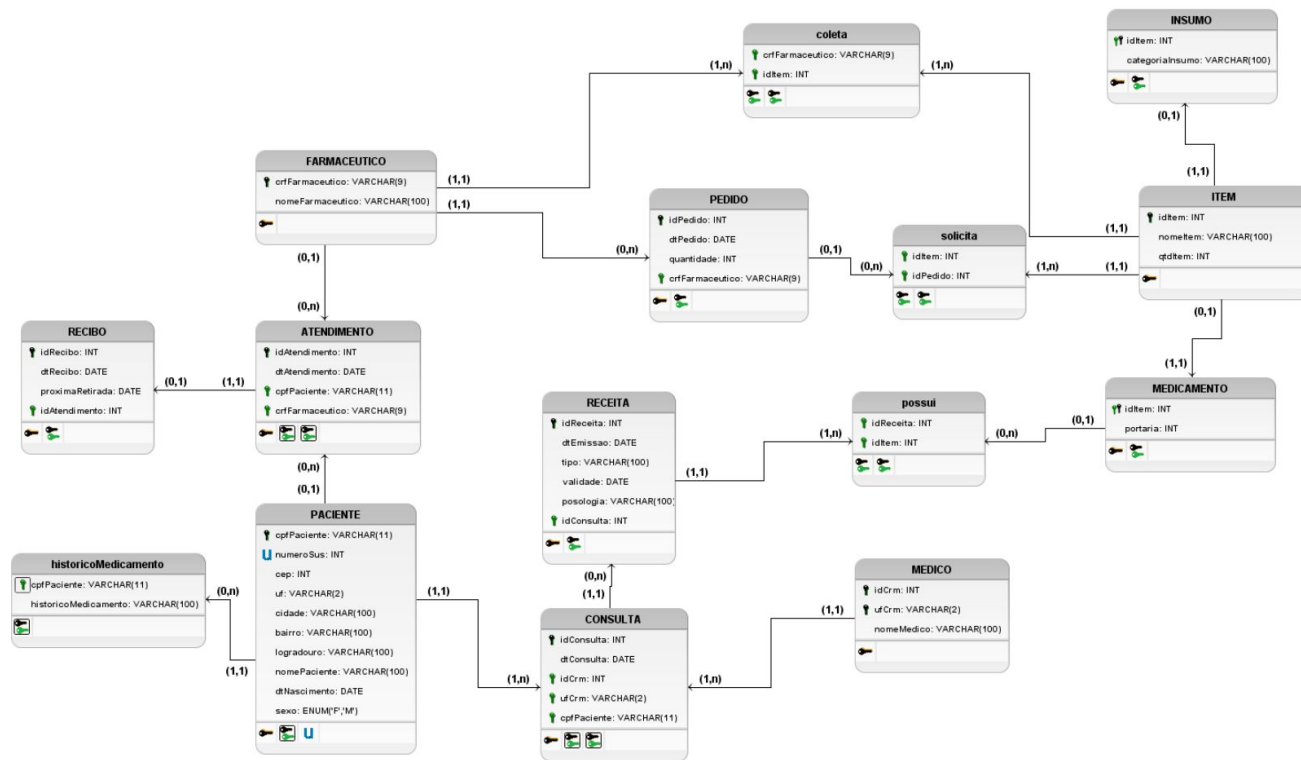 coleta
crfFarmaceutico: VARCHAR(9)
idItem: INT
INSUMO
idItem: INT
categoriaInsumo: VARCHAR(100)
(1,n)
(1,n)
(0,1)
(1,1)
FARMACEUTICO
crfFarmaceutico: VARCHAR(9)
nomeFarmaceutico: VARCHAR(100)
(1,1)
(1,1)
(0,1)
PEDIDO
idPedido: INT
dtPedido: DATE
quantidade: INT
crfFarmaceutico: VARCHAR(9)
(0,n)
(0,1)
solicita
idItem: INT
idPedido: INT
(0,n)
(1,n)
ITEM
idItem: INT
nomeItem: VARCHAR(100)
qtdItem: INT
(1,1)
(1,1)
(0,1)
RECIBO
idRecibo: INT
dtRecibo: DATE
proximaRetirada: DATE
idAtendimento: INT
(0,1)
(1,1)
(0,n)
ATENDIMENTO
idAtendimento: INT
dtAtendimento: DATE
cpfPaciente: VARCHAR(11)
crfFarmaceutico: VARCHAR(9)
(0,n)
(0,1)
RECEITA
idReceita: INT
dtEmissao: DATE
tipo: VARCHAR(100)
validade: DATE
posologia: VARCHAR(100)
idConsulta: INT
(1,1)
(1,n)
possui
idReceita: INT
idItem: INT
(0,n)
(0,1)
(1,1)
MEDICAMENTO
idItem: INT
portaria: INT
historicoMedicamento
cpfPaciente: VARCHAR(11)
historicoMedicamento: VARCHAR(100)
(0,n)
(1,1)
PACIENTE
cpfPaciente: VARCHAR(11)
U numeroSus: INT
cep: INT
uf: VARCHAR(2)
cidade: VARCHAR(100)
bairro: VARCHAR(100)
logradouro: VARCHAR(100)
nomePaciente: VARCHAR(100)
dtNascimento: DATE
sexo: ENUM('F','M')
U
(1,1)
(1,n)
(0,n)
(1,1)
CONSULTA
idConsulta: INT
dtConsulta: DATE
idCrm: INT
ufCrm: VARCHAR(2)
cpfPaciente: VARCHAR(11)
(1,n)
(1,1)
MEDICO
idCrm: INT
ufCrm: VARCHAR(2)
nomeMedico: VARCHAR(100)